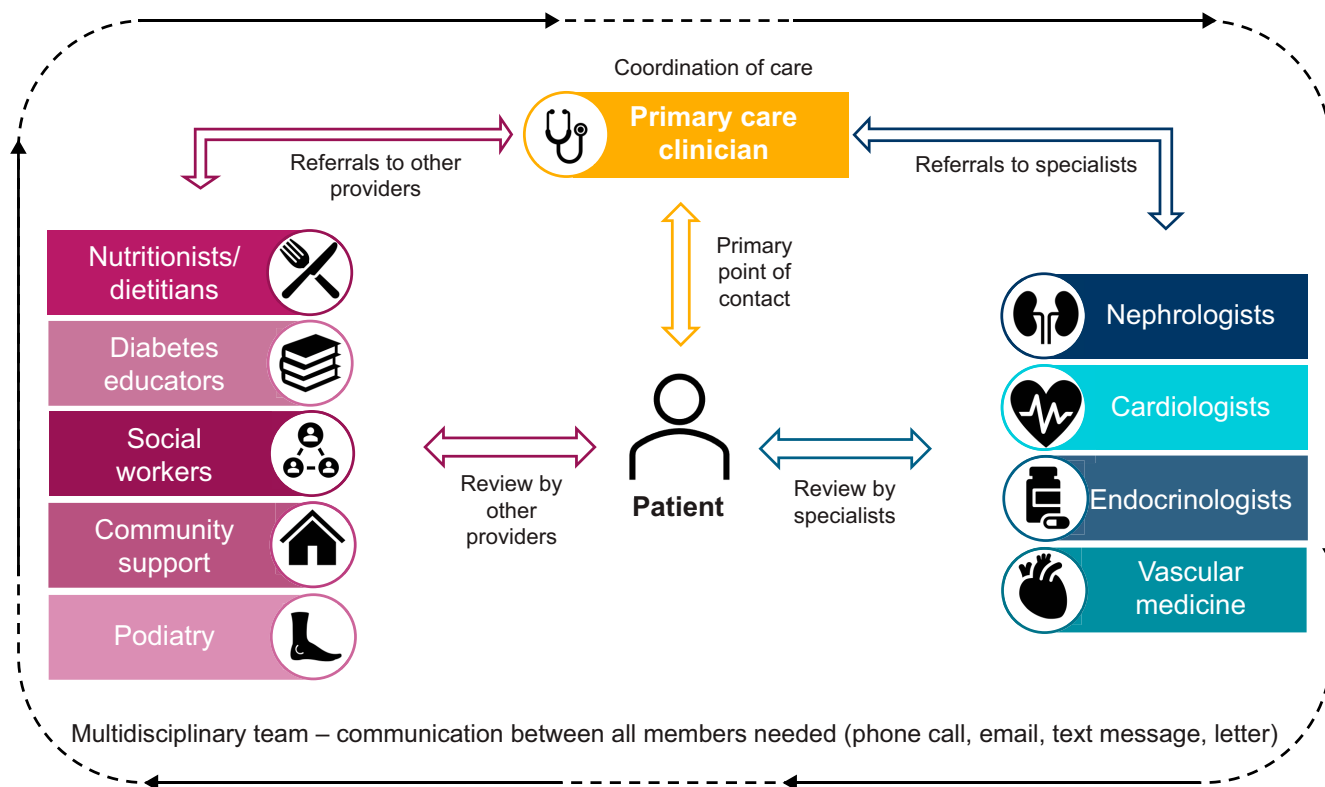 Coordination of care
Primary care
clinician
Referrals to other
providers
Referrals to specialists
Primary
point of
contact
Nutritionists/
dietitians
Diabetes
educators
Social
workers
Community
support
Podiatry
Review by
other
providers
Patient
Review by
specialists
Nephrologists
Cardiologists
Endocrinologists
Vascular
medicine
Multidisciplinary team – communication between all members needed (phone call, email, text message, letter)